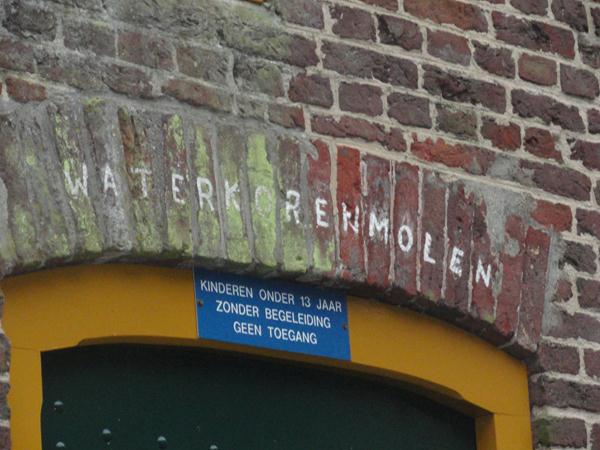 WATERKORENMOLEN
KINDEREN ONDER 13 JAAR
ZONDER BEGELEIDING
GEEN TOEGANG